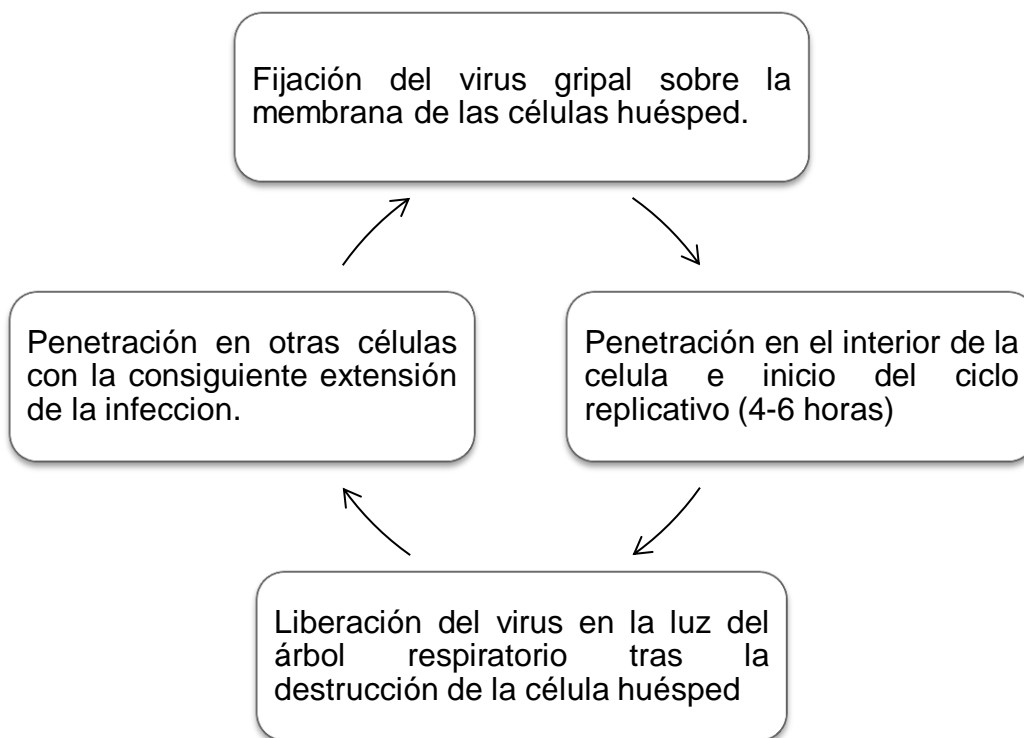 Fijación del virus gripal sobre la
membrana de las células huésped.
Penetración en el interior de la
celula e inicio del ciclo
replicativo (4-6 horas)
Liberación del virus en la luz del
árbol respiratorio tras la
destrucción de la célula huésped
Penetración en otras células
con la consiguiente extensión
de la infeccion.